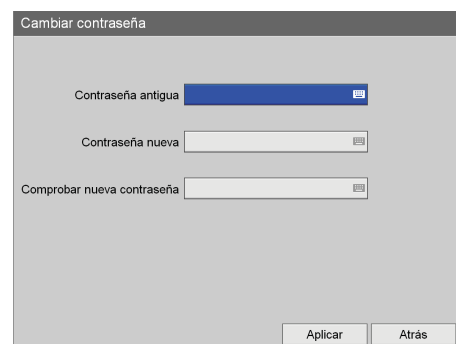 Cambiar contraseña
Contraseña antigua
Contraseña nueva
Comprobar nueva contraseña
Aplicar Atrás